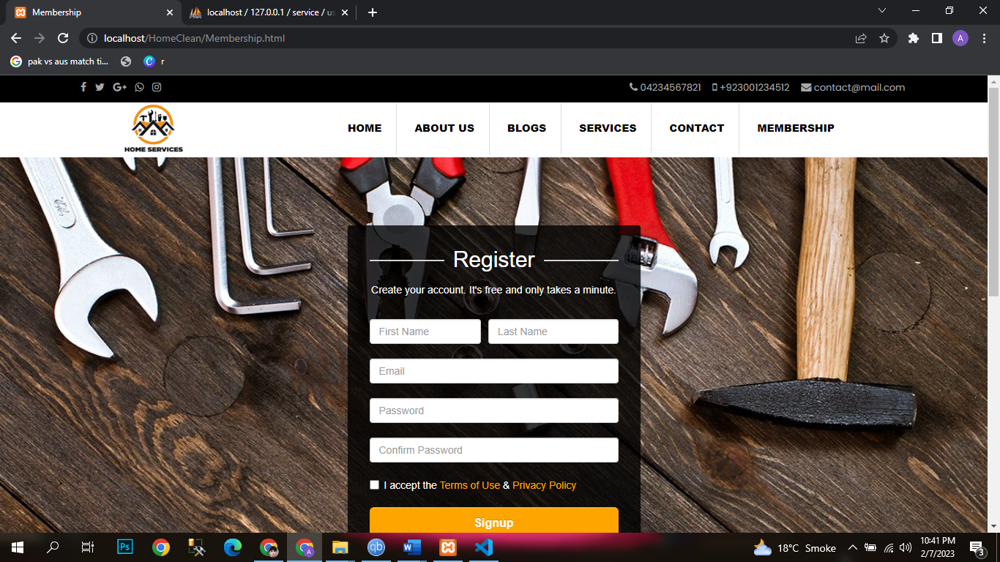 Membership
localhost / 127.0.0.1 / service / us
localhost/HomeClean/Membership.html
A
pak vs aus match ti...
r
04234567821 +923001234512 contact@mail.com
HOME SERVICES
HOME ABOUT US BLOGS SERVICES CONTACT MEMBERSHIP
Register
Create your account. It's free and only takes a minute.
First Name Last Name
Email
Password
Confirm Password
I accept the Terms of Use & Privacy Policy
Signup
Ps
qb
18°C Smoke
10:41 PM
2/7/2023
3